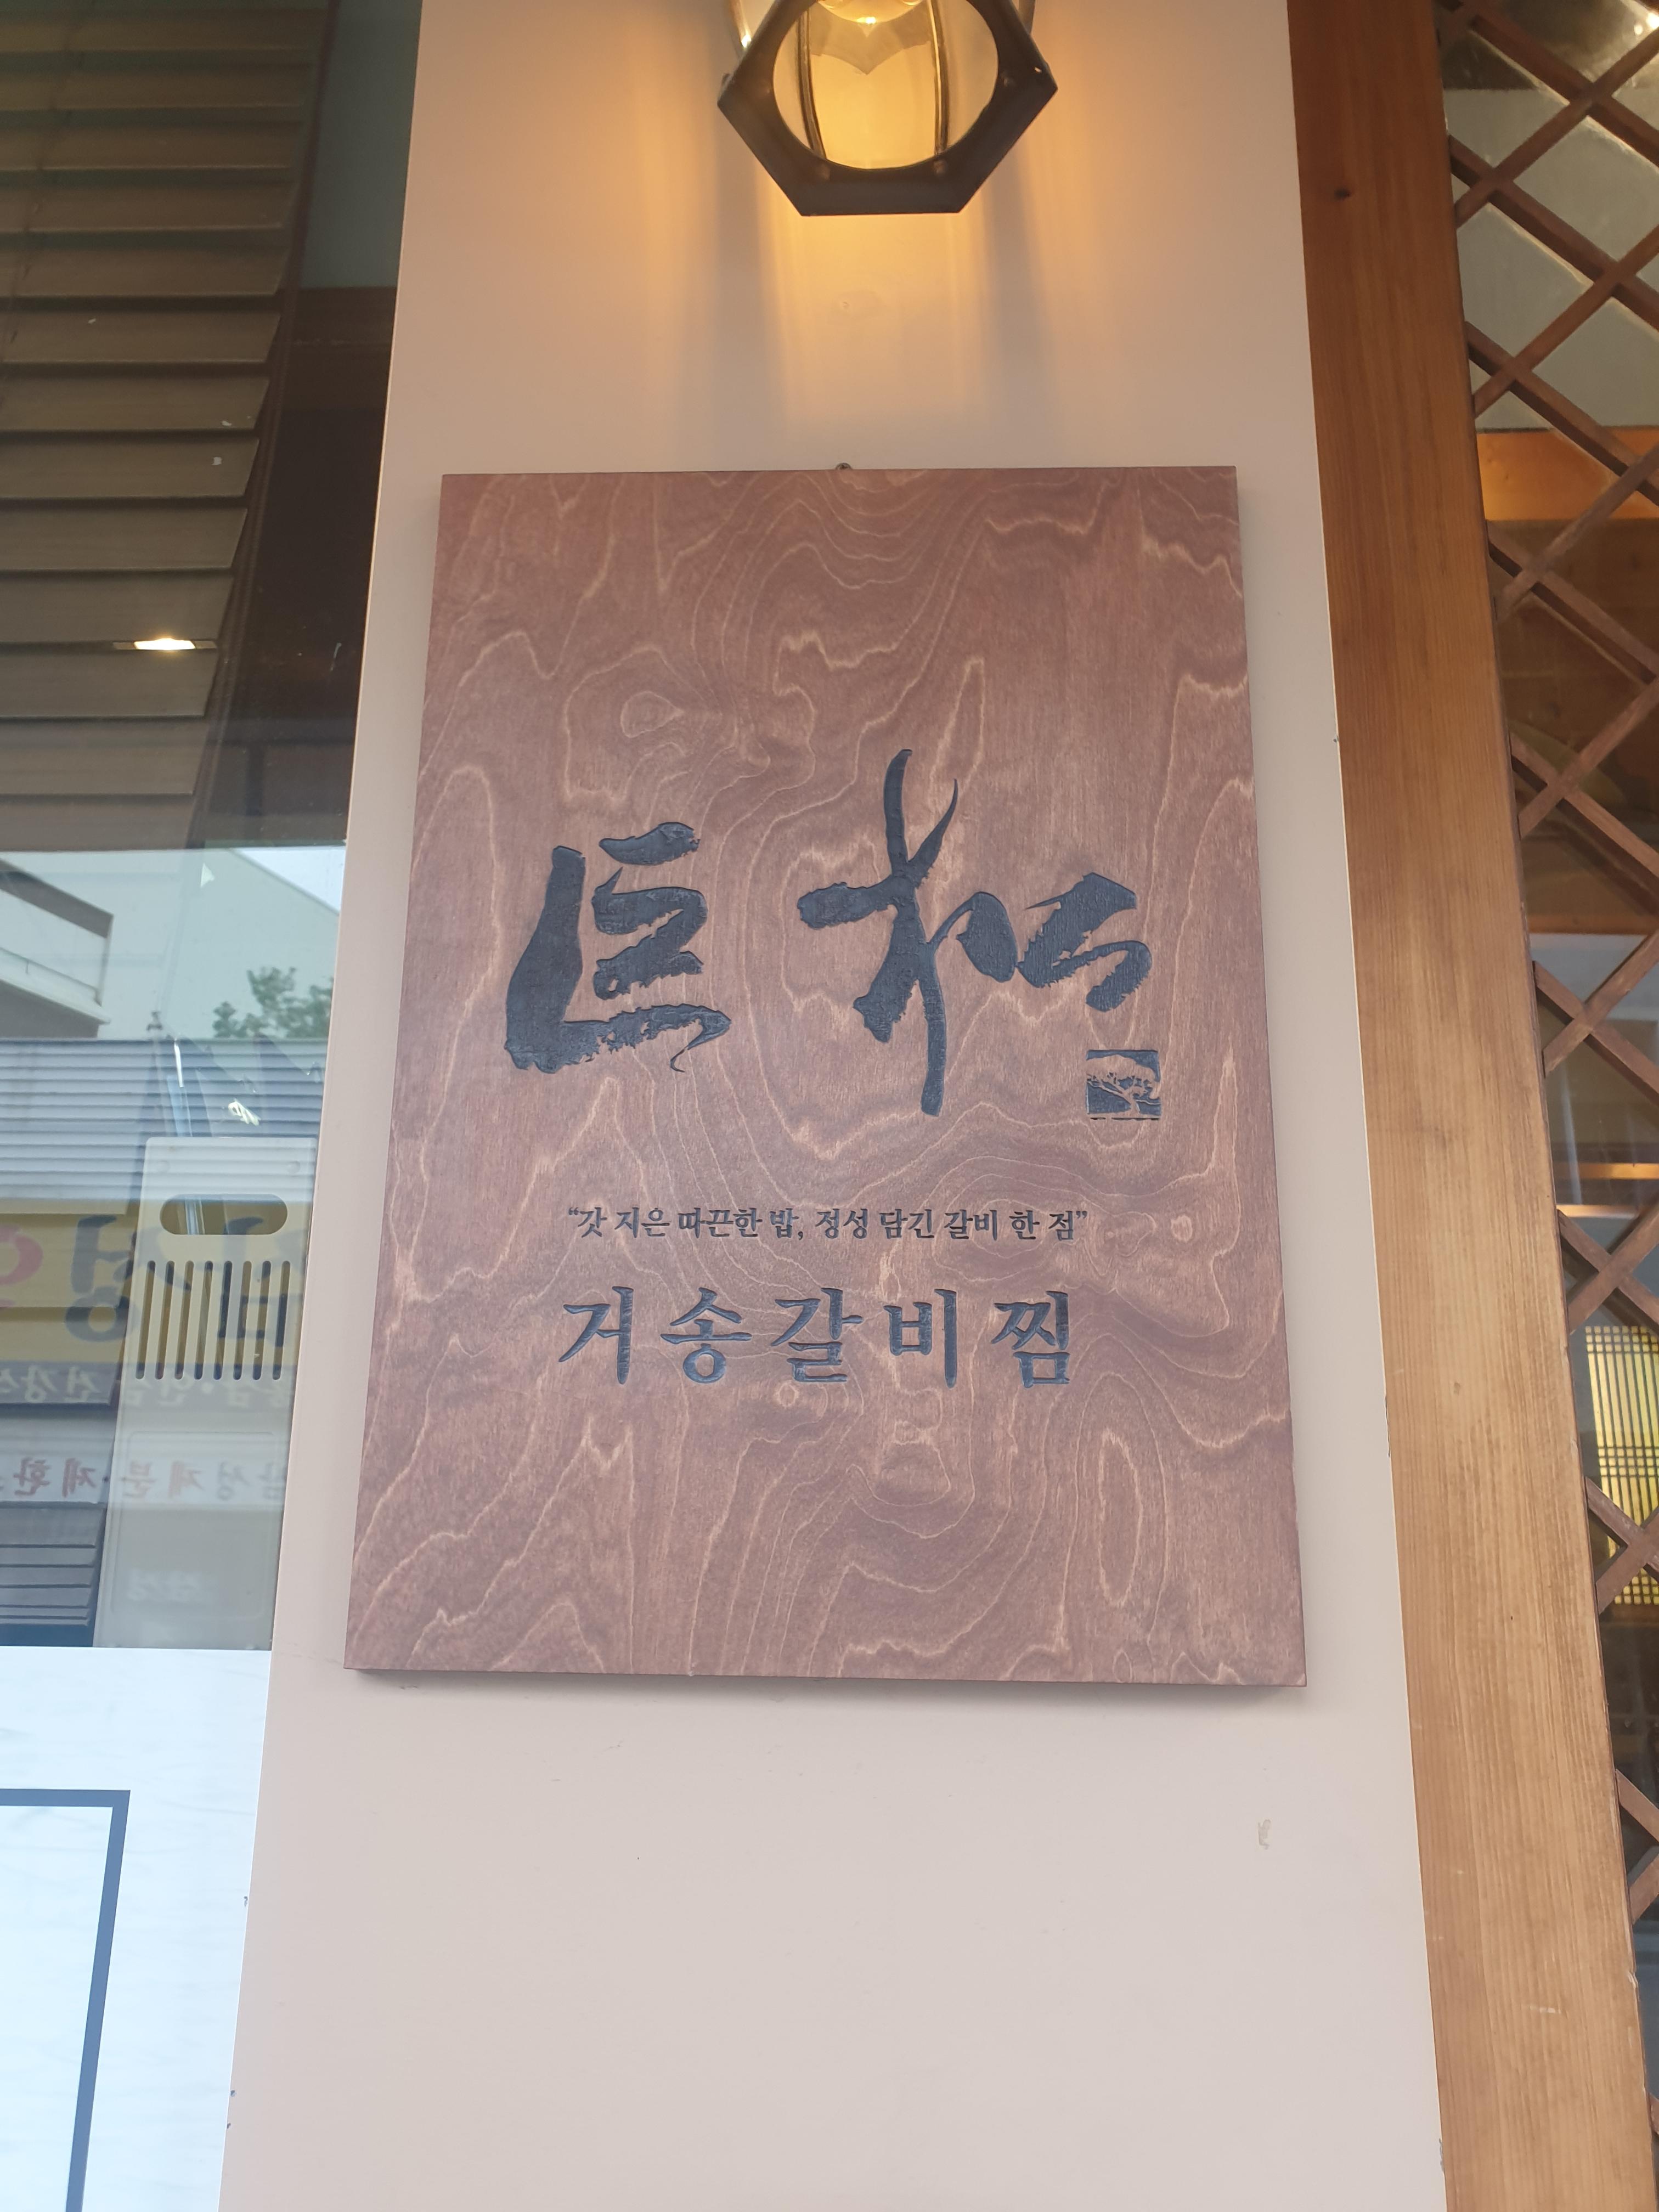 巨松
“갓 지은 따끈한 밥, 정성 담긴 갈비 한 점”
거송갈비찜